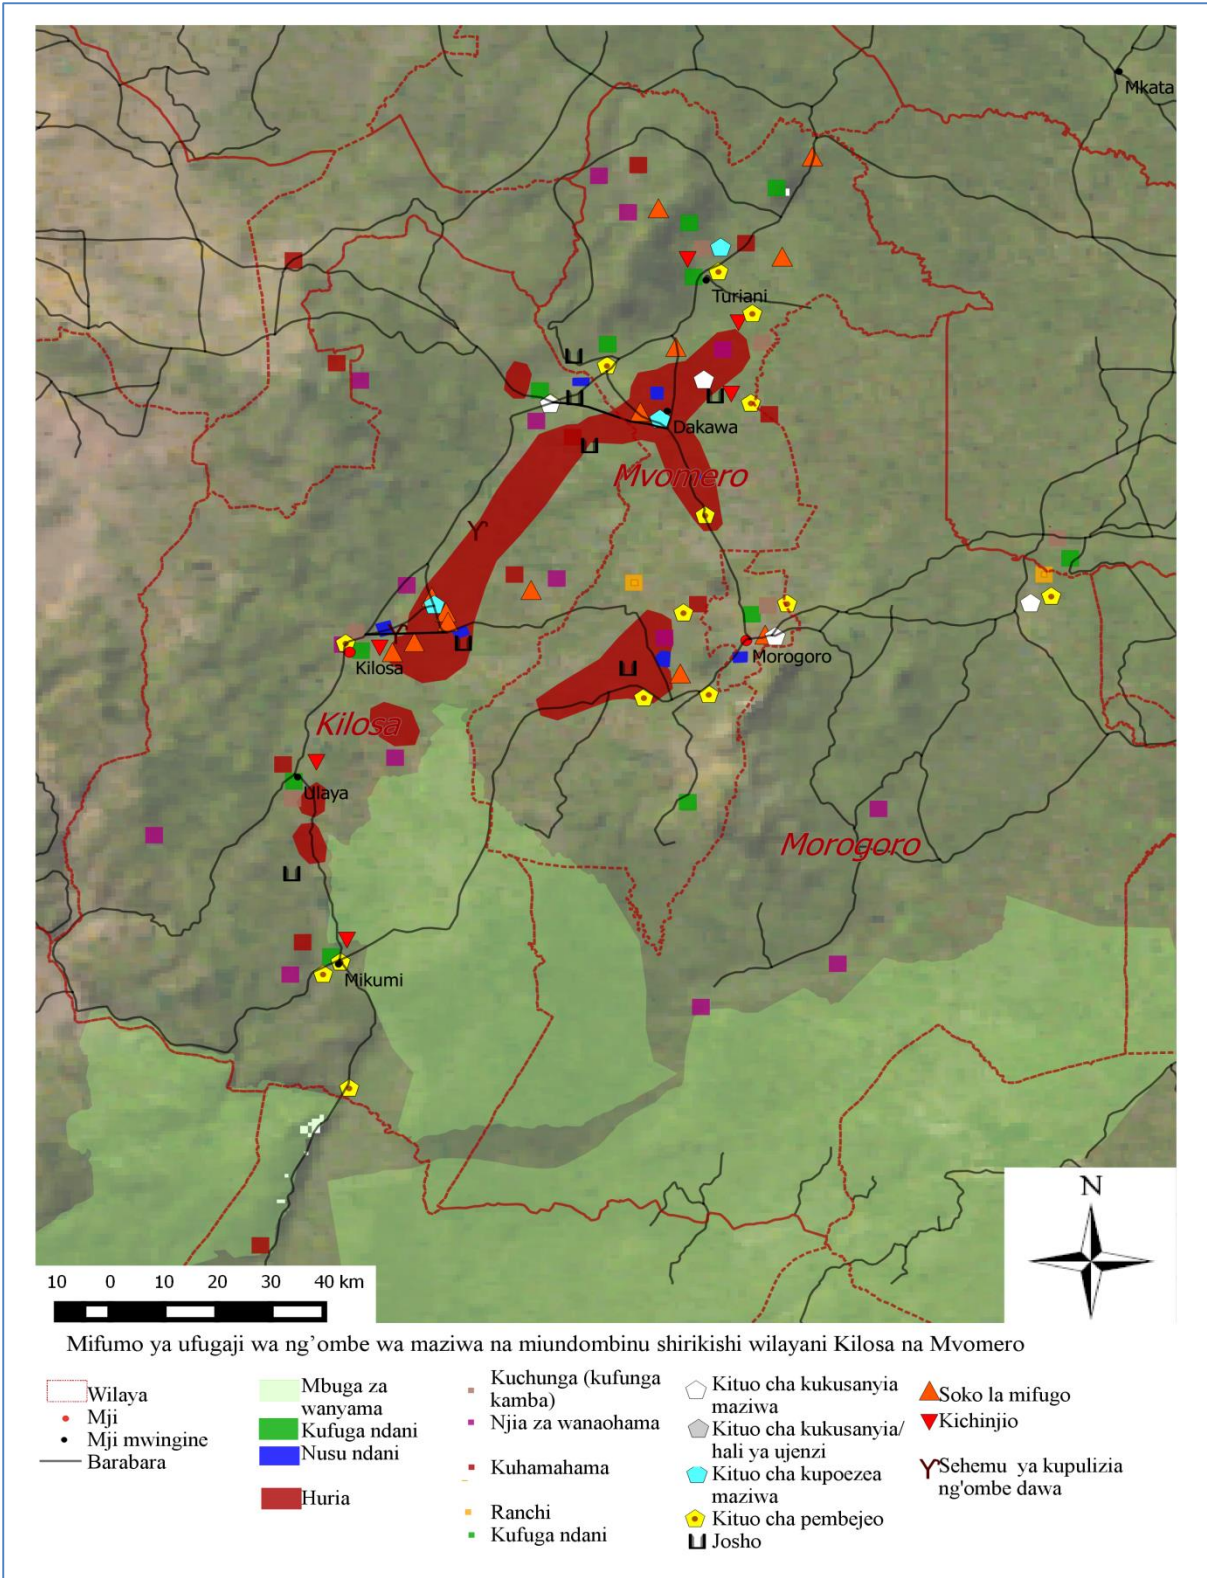 Mkata
Turiani
Dakawa
Mvomero
Morogoro
Kilosa
Kilosa
Ulaya
Morogoro
Mikumi
N
10 0 10 20 30 40 km
Mifumo ya ufugaji wa ng’ombe wa maziwa na miundombinu shirikishi wilayani Kilosa na Mvomero
Wilaya
Mji
Mji mwingine
Barabara
Mbuga za
wanyama
Kufuga ndani
Nusu ndani
Huria
Kuchunga (kufunga
kamba)
Njia za wanaohama
Kuhamahama
Ranchi
Kufuga ndani
Kituo cha kukusanyia
maziwa
Kituo cha kukusanyia/
hali ya ujenzi
Kituo cha kupoezea
maziwa
Kituo cha pembejeo
Josho
Soko la mifugo
Kichinjio
Sehemu ya kupulizia
ng'ombe dawa